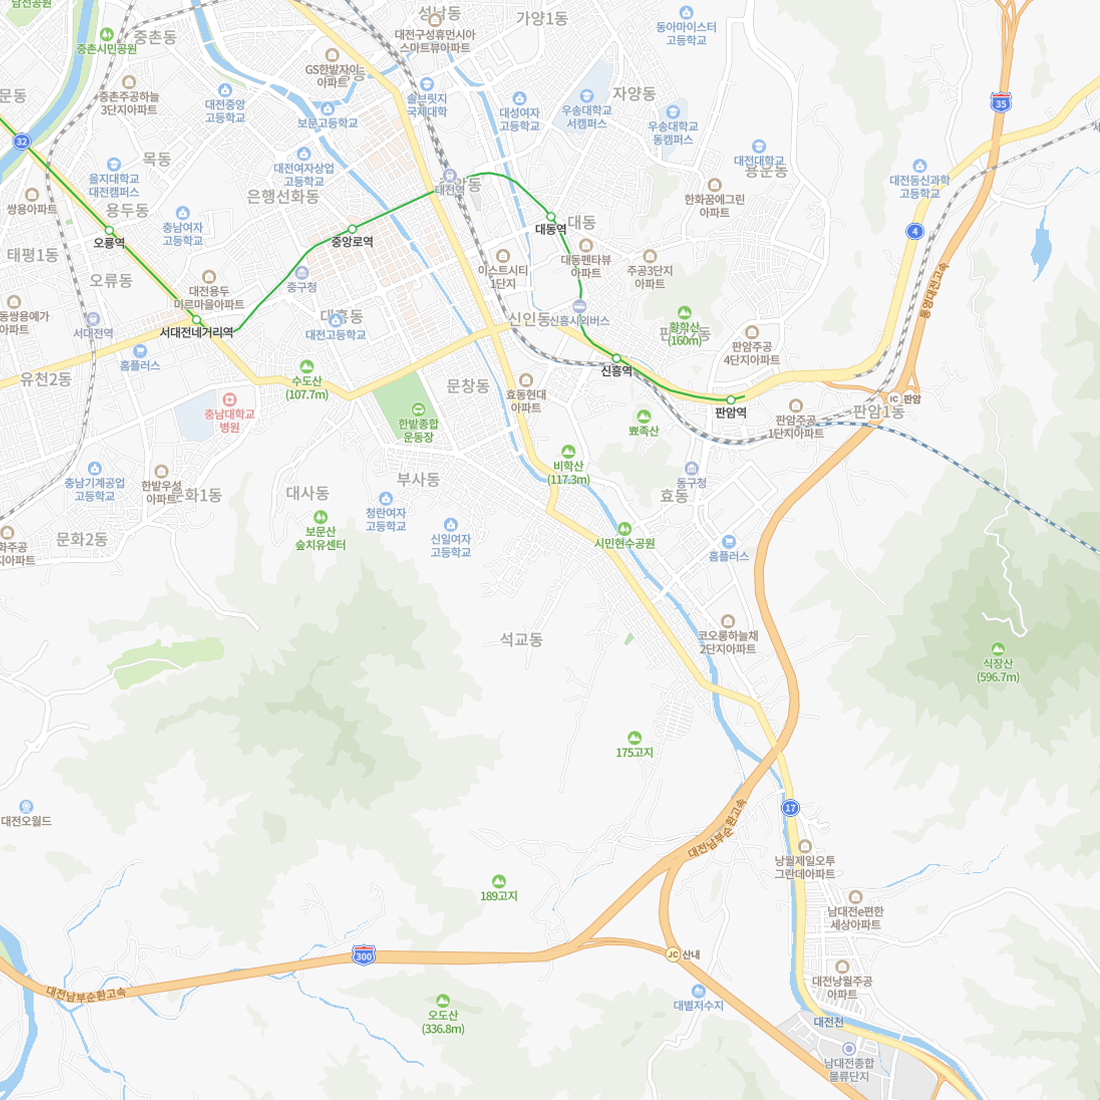 남선공원
성남동
가양1동
동아마이스터
고등학교
중촌동
중촌시민공원
대전구성휴먼시아
스마트뷰아파트
GS한밭자이
아파트
문동
중촌주공하늘
3단지아파트
대전중앙
고등학교
보문고등학교
솔브릿지
국제대학
대성여자
고등학교
우송대학교
서캠퍼스
자양동
우송대학교
동캠퍼스
35
32
목동
을지대학교
대전캠퍼스
대전여자상업
고등학교
은행선화동
대전역
대전대학교
용운동
대전동신과학
고등학교
쌍용아파트
용두동
오룡역
충남여자
고등학교
중앙로역
대동역
대동
한화꿈에그린
아파트
4
태평1동
오류동
대전용두
미르마을아파트
중구청
이스트시티
1단지
대동펜타뷰
아파트
주공3단지
아파트
통영대전고속
동쌍용예가
아파트
서대전역
서대전네거리역
대흥동
대전고등학교
신인동
신흥시외버스
황학산
(160m)
판암주공
4단지아파트
홈플러스
유천2동
수도산
(107.7m)
문창동
효동현대
아파트
신흥역
판암역
IC 판암
판암1동
판암주공
1단지아파트
충남대학교
병원
한밭종합
운동장
뾰족산
비학산
(117.3m)
동구청
효동
충남기계공업
고등학교
한밭우성
아파트
문화1동
대사동
부사동
청란여자
고등학교
보문산
숲치유센터
신일여자
고등학교
시민현수공원
홈플러스
문화2동
석교동
코오롱하늘채
2단지아파트
식장산
(596.7m)
175고지
대전오월드
17
대전남부순환고속
낭월제일오투
그란데아파트
189고지
남대전e편한
세상아파트
300
JC 산내
대전남부순환고속
대전낭월주공
아파트
오도산
(336.8m)
대별저수지
대전천
남대전종합
물류단지